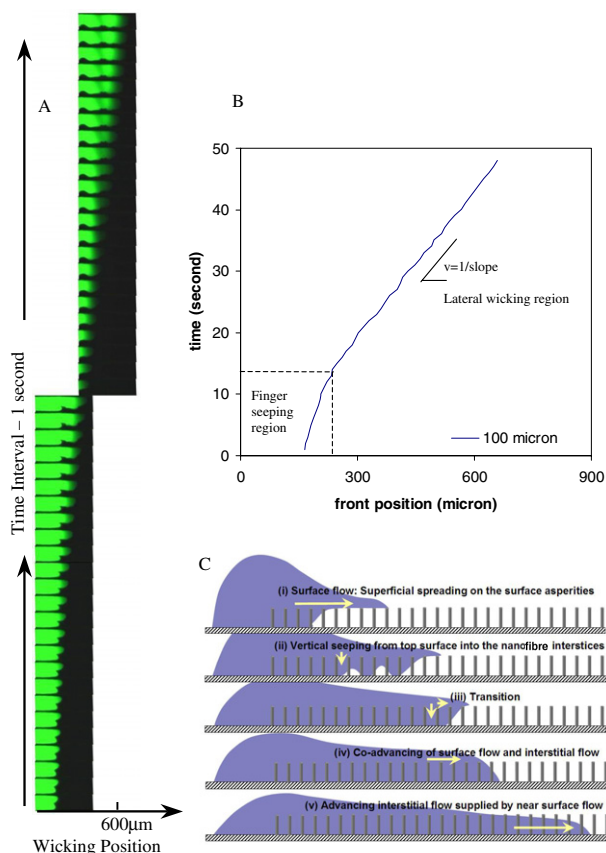 A
Time Interval – 1 second
600μm
Wicking Position
B
50
40
30
20
10
0
time (second)
v=1/slope
Lateral wicking region
Finger
seeping
region
100 micron
0
300
600
900
front position (micron)
C
(i) Surface flow: Superficial spreading on the surface asperities
(ii) Vertical seeping from top surface into the nanofibre interstices
(iii) Transition
(iv) Co-advancing of surface flow and interstitial flow
(v) Advancing interstitial flow supplied by near surface flow